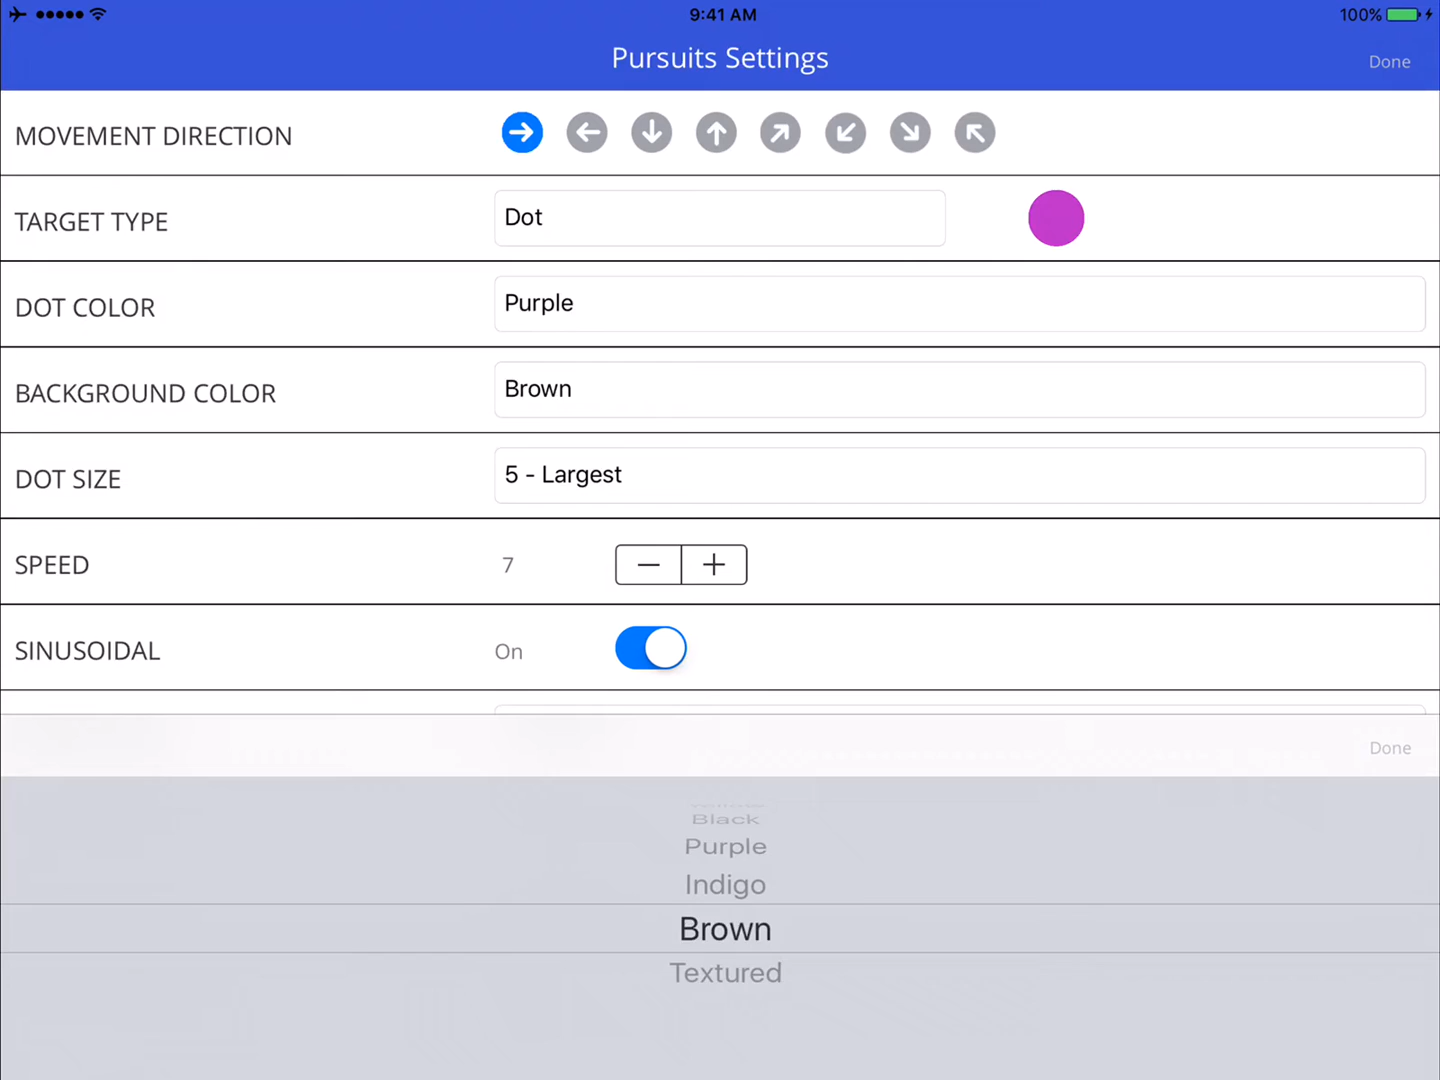 9:41 AM
100%
Pursuits Settings
Done
MOVEMENT DIRECTION
TARGET TYPE
Dot
DOT COLOR
Purple
BACKGROUND COLOR
Brown
DOT SIZE
5 - Largest
SPEED
7
SINUSOIDAL
On
Done
Black
Purple
Indigo
Brown
Textured